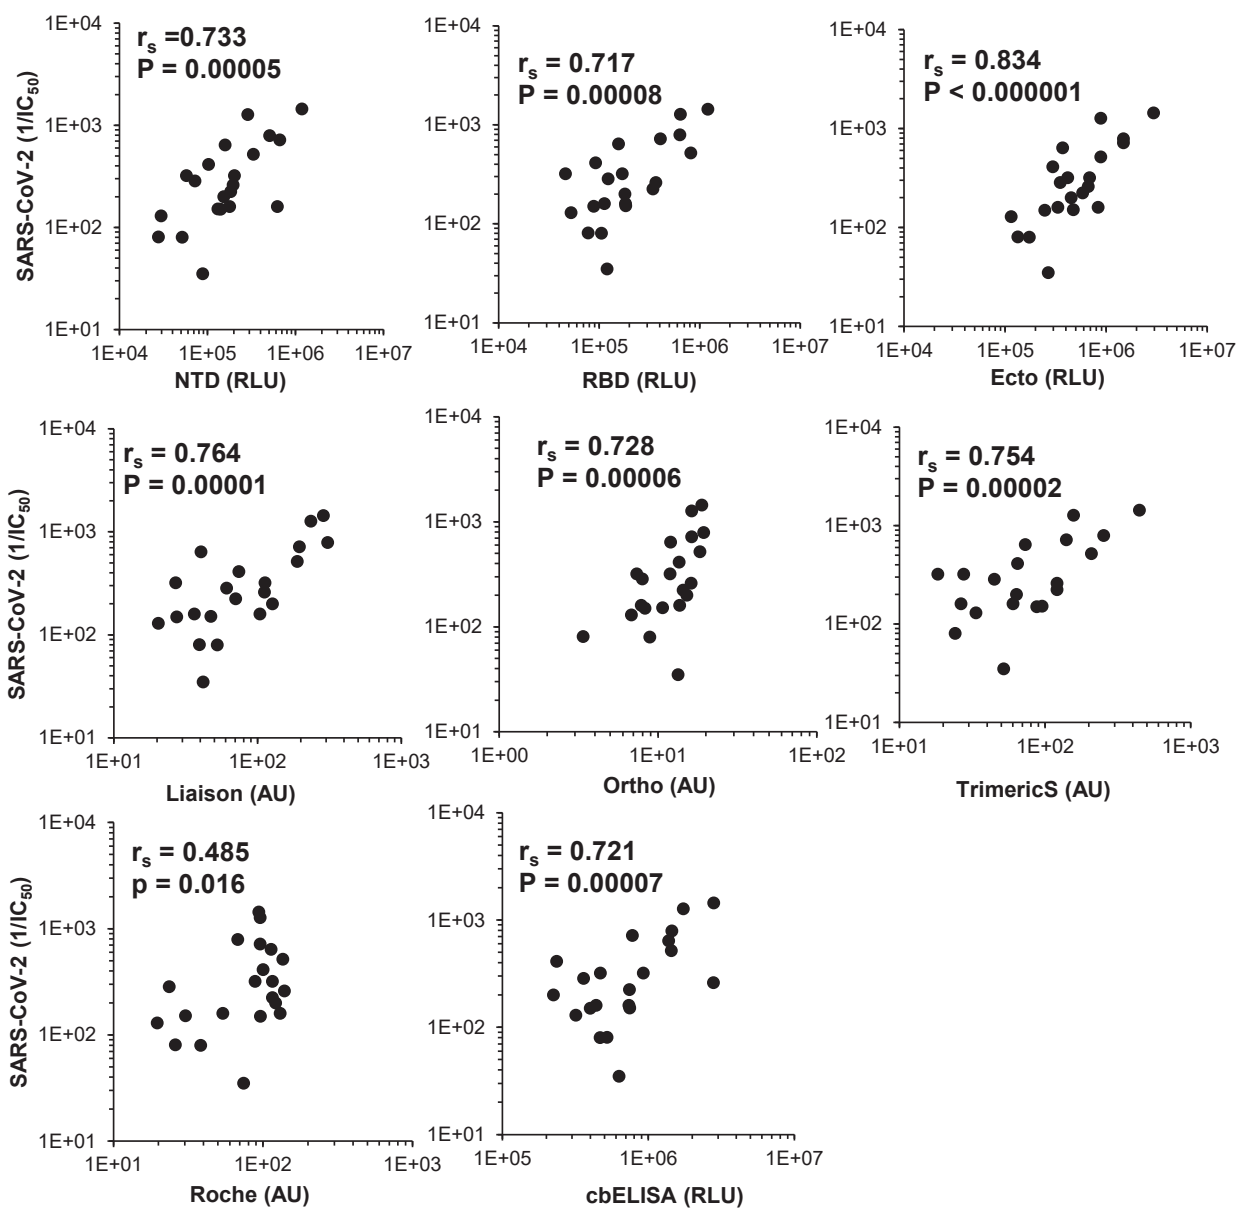 1E+04
r_s =0.733
P = 0.00005
1E+03
1E+02
1E+01
1E+04 1E+05 1E+06 1E+07
NTD (RLU)
SARS-CoV-2 (1/IC_50)
1E+04
r_s = 0.717
P = 0.00008
1E+03
1E+02
1E+01
1E+04 1E+05 1E+06 1E+07
RBD (RLU)
1E+04
r_s = 0.834
P < 0.000001
1E+03
1E+02
1E+01
1E+04 1E+05 1E+06 1E+07
Ecto (RLU)
1E+04
r_s = 0.764
P = 0.00001
1E+03
1E+02
1E+01
1E+01 1E+02 1E+03
Liaison (AU)
SARS-CoV-2 (1/IC_50)
1E+04
r_s = 0.728
P = 0.00006
1E+03
1E+02
1E+01
1E+00 1E+01 1E+02
Ortho (AU)
1E+04
r_s = 0.754
P = 0.00002
1E+03
1E+02
1E+01
1E+01 1E+02 1E+03
TrimericS (AU)
1E+04
r_s = 0.485
p = 0.016
1E+03
1E+02
1E+01
1E+01 1E+02 1E+03
Roche (AU)
SARS-CoV-2 (1/IC_50)
1E+04
r_s = 0.721
P = 0.00007
1E+03
1E+02
1E+01
1E+05 1E+06 1E+07
cbELISA (RLU)